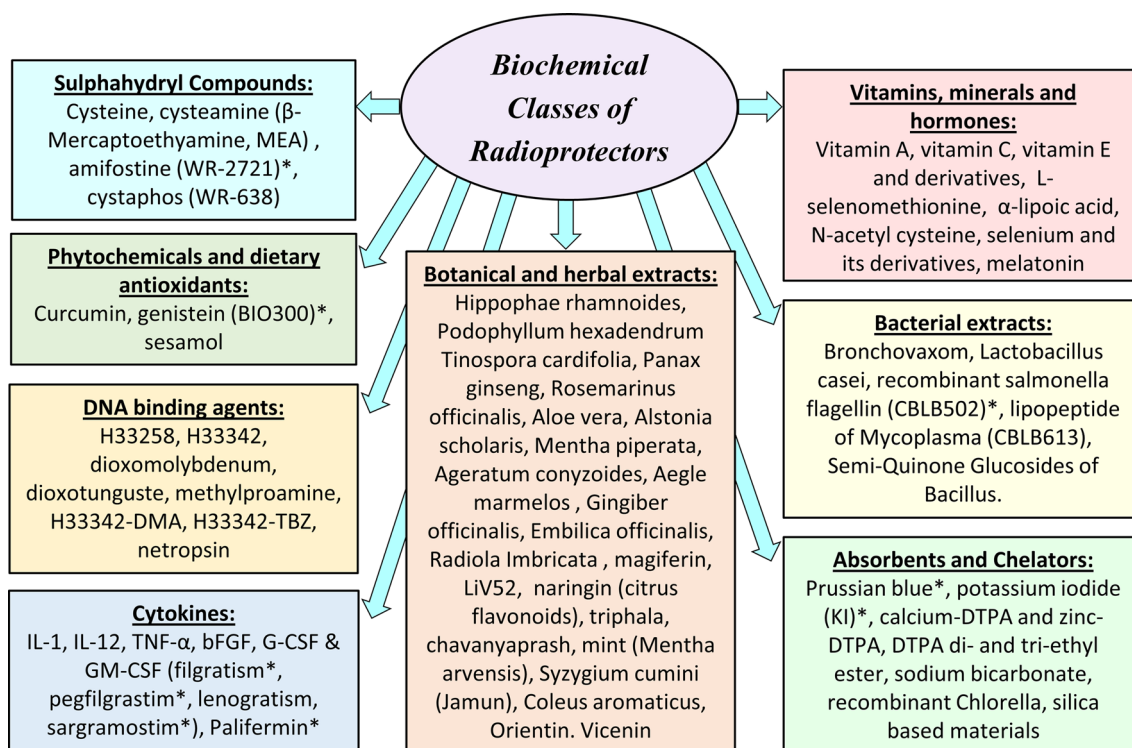 Biochemical
Classes of
Radioprotectors
Sulphahydryl Compounds:
Cysteine, cysteamine (β-
Mercaptoethyamine, MEA) ,
amifostine (WR-2721)*,
cystaphos (WR-638)
Phytochemicals and dietary
antioxidants:
Curcumin, genistein (BIO300)*,
sesamol
DNA binding agents:
H33258, H33342,
dioxomolybdenum,
dioxotunguste, methylproamine,
H33342-DMA, H33342-TBZ,
netropsin
Cytokines:
IL-1, IL-12, TNF-α, bFGF, G-CSF &
GM-CSF (filgratism*,
pegfilgrastim*, lenogratism,
sargramostim*), Palifermin*
Botanical and herbal extracts:
Hippophae rhamnoides,
Podophyllum hexadendrum
Tinospora cardifolia, Panax
ginseng, Rosemarinus
officinalis, Aloe vera, Alstonia
scholaris, Mentha piperata,
Ageratum conyzoides, Aegle
marmelos , Gingiber
officinalis, Embilica officinalis,
Radiola Imbricata , magiferin,
LiV52, naringin (citrus
flavonoids), triphala,
chavanyaprash, mint (Mentha
arvensis), Syzygium cumini
(Jamun), Coleus aromaticus,
Orientin. Vicenin
Vitamins, minerals and
hormones:
Vitamin A, vitamin C, vitamin E
and derivatives, L-
selenomethionine, α-lipoic acid,
N-acetyl cysteine, selenium and
its derivatives, melatonin
Bacterial extracts:
Bronchovaxom, Lactobacillus
casei, recombinant salmonella
flagellin (CBLB502)*, lipopeptide
of Mycoplasma (CBLB613),
Semi-Quinone Glucosides of
Bacillus.
Absorbents and Chelators:
Prussian blue*, potassium iodide
(KI)*, calcium-DTPA and zinc-
DTPA, DTPA di- and tri-ethyl
ester, sodium bicarbonate,
recombinant Chlorella, silica
based materials